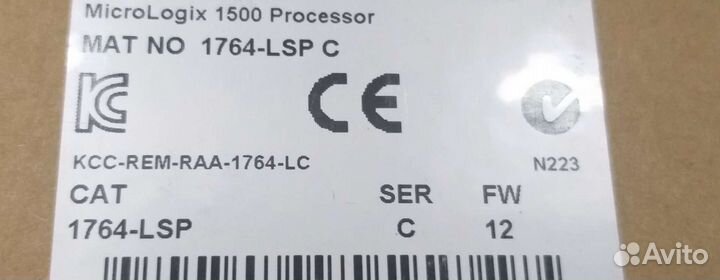 MicroLogix 1500 Processor
MAT NO 1764-LSP C
KC CE
KCC-REM-RAA-1764-LC N223
CAT SER FW
1764-LSP C 12
Avito